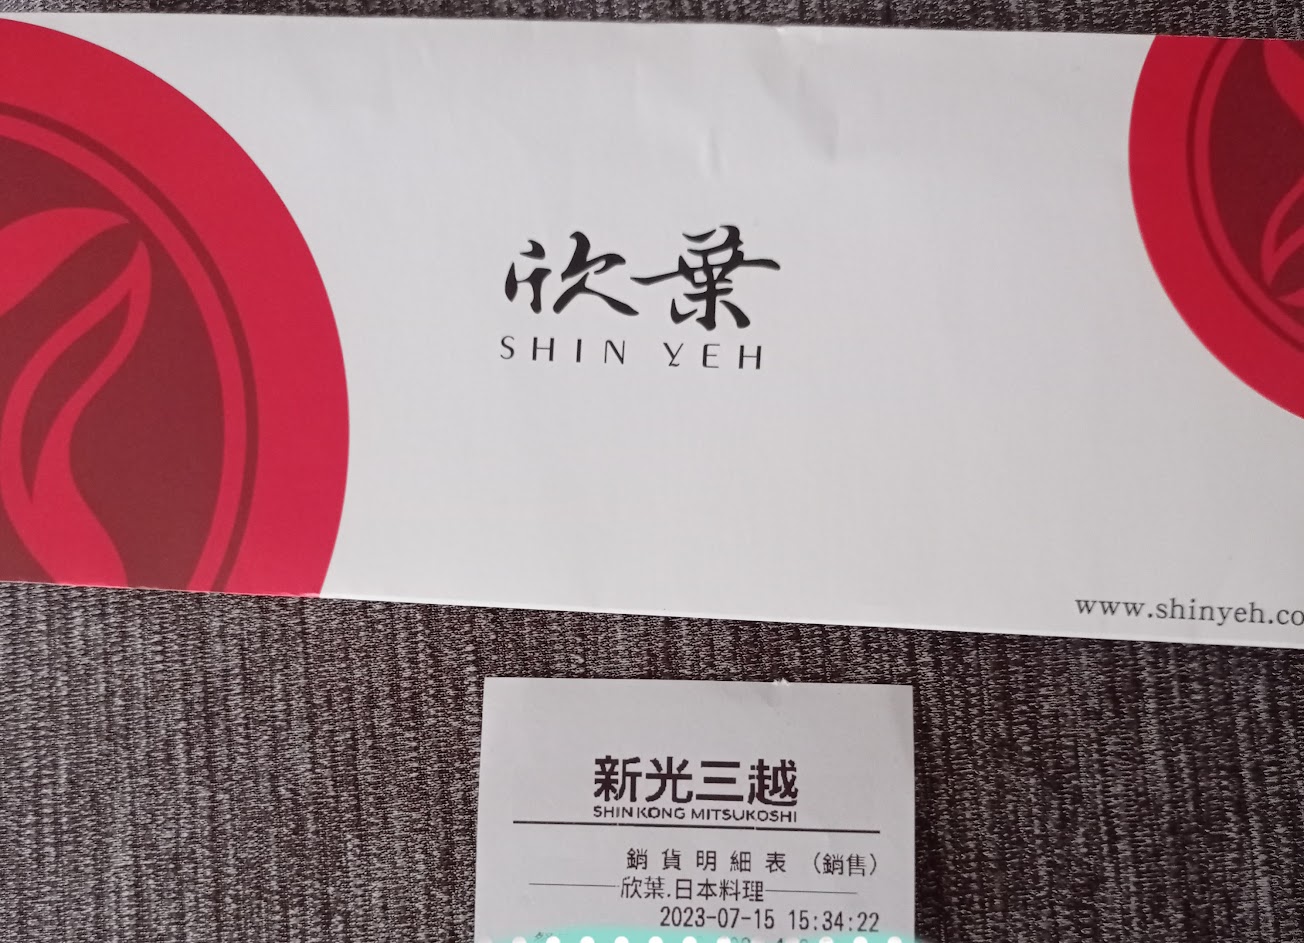 欣葉
SHIN YEH
www.shinyeh.co
新光三越
SHIN KONG MITSUKOSHI
銷貨明細表 (銷售)
欣葉.日本料理
2023-07-15 15:34:22